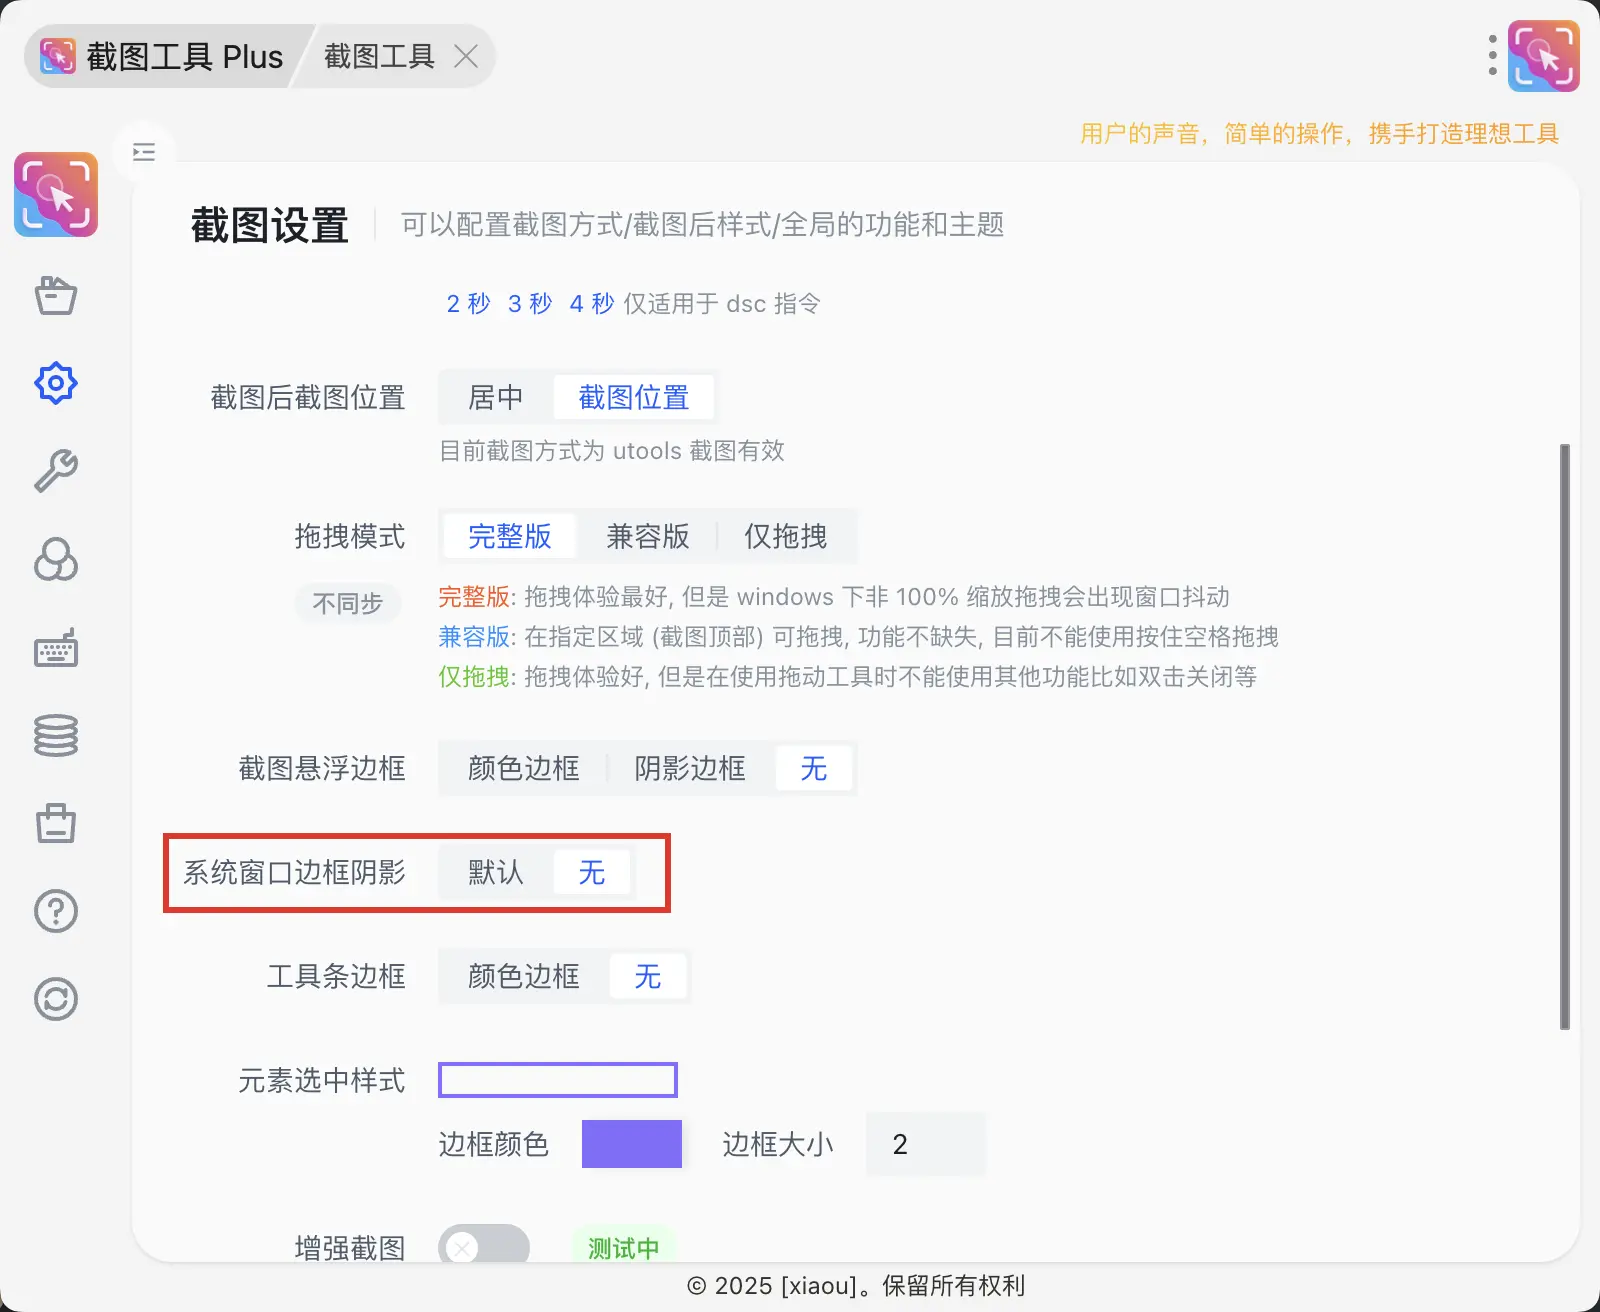 截图工具 Plus
截图工具
用户的声音，简单的操作，携手打造理想工具
截图设置
可以配置截图方式/截图后样式/全局的功能和主题
2 秒 3 秒 4 秒 仅适用于 dsc 指令
截图后截图位置 居中 截图位置
目前截图方式为 utools 截图有效
拖拽模式 完整版 兼容版 仅拖拽
不同步
完整版: 拖拽体验最好, 但是 windows 下非 100% 缩放拖拽会出现窗口抖动
兼容版: 在指定区域 (截图顶部) 可拖拽, 功能不缺失, 目前不能使用按住空格拖拽
仅拖拽: 拖拽体验好, 但是在使用拖动工具时不能使用其他功能比如双击关闭等
截图悬浮边框 颜色边框 阴影边框 无
系统窗口边框阴影 默认 无
工具条边框 颜色边框 无
元素选中样式
边框颜色 边框大小 2
增强截图 测试中
© 2025 [xiaou]。保留所有权利